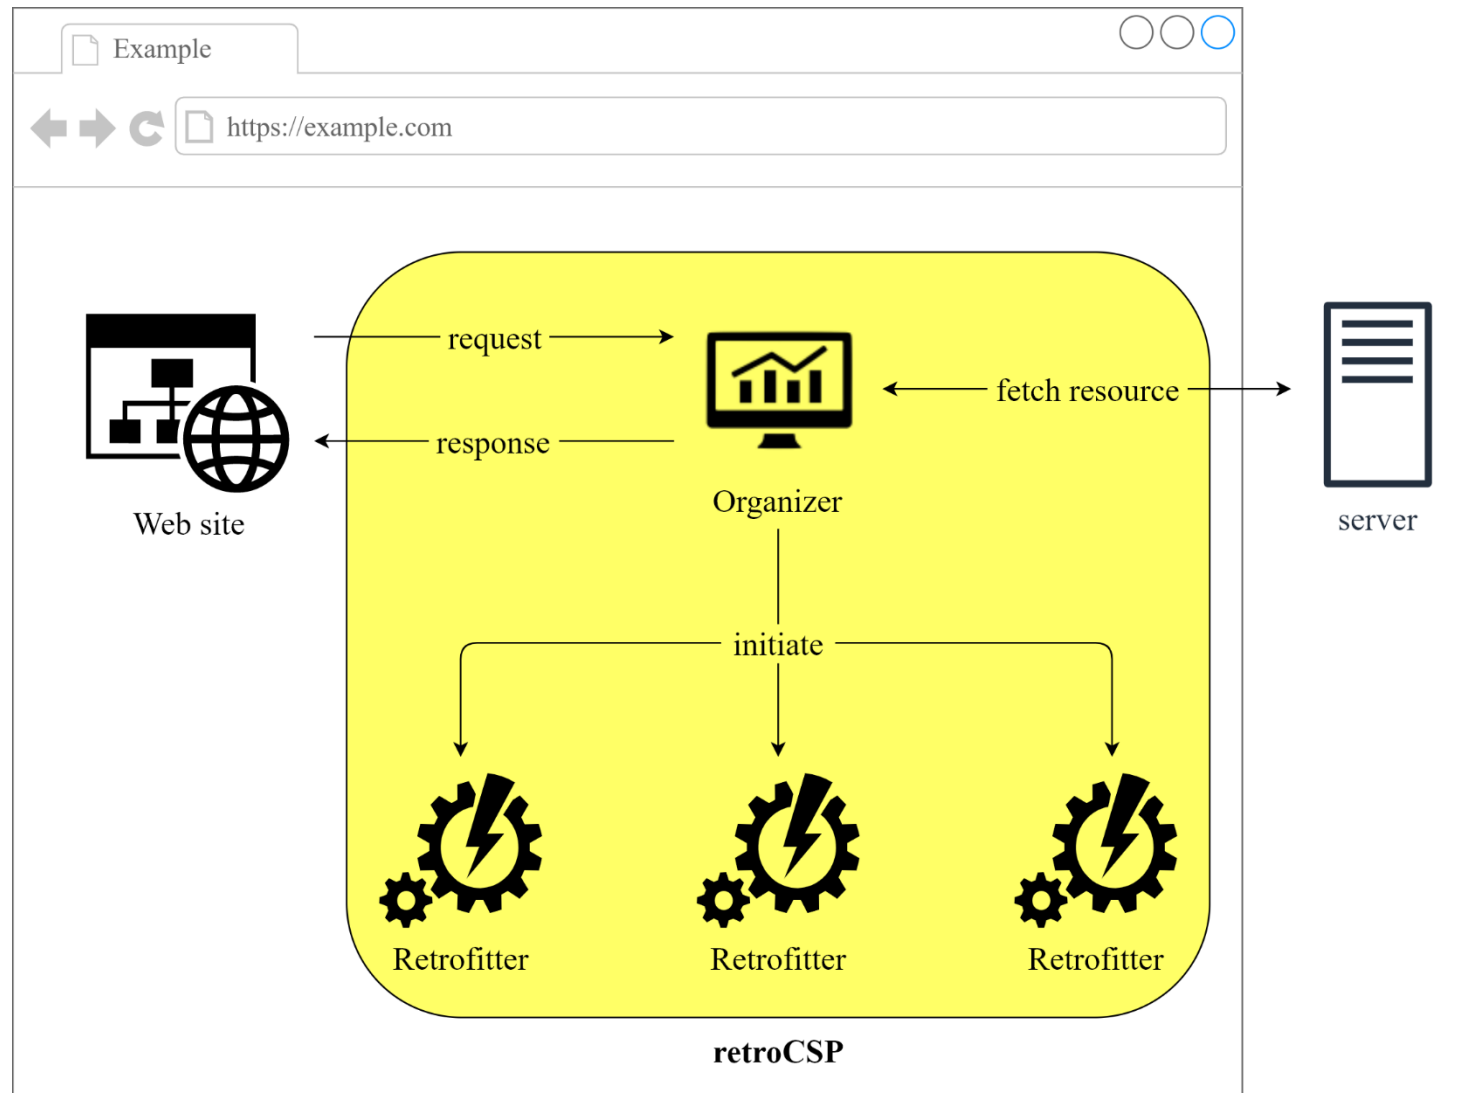 Example
https://example.com
request
fetch resource
response
Organizer
Web site
server
initiate
Retrofitter
Retrofitter
Retrofitter
retroCSP